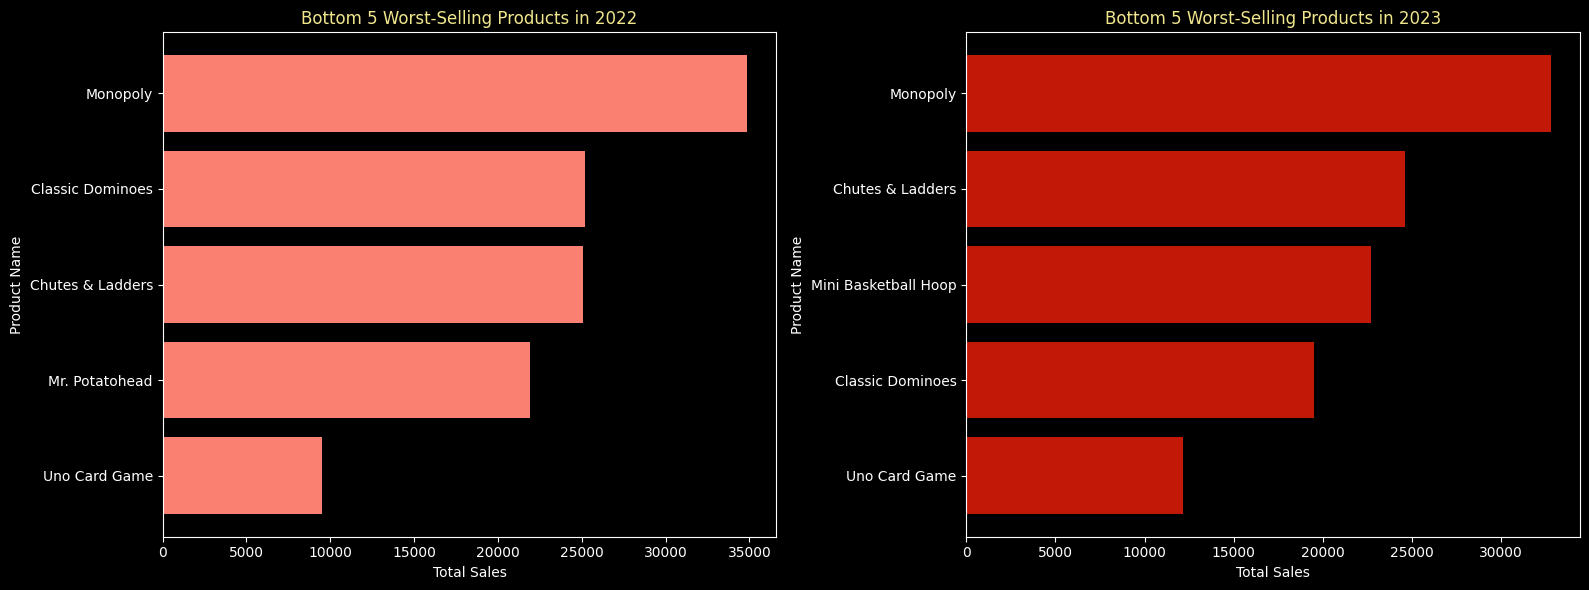 Bottom 5 Worst-Selling Products in 2022
Product Name
Monopoly
Classic Dominoes
Chutes & Ladders
Mr. Potatohead
Uno Card Game
0 5000 10000 15000 20000 25000 30000 35000
Total Sales
Bottom 5 Worst-Selling Products in 2023
Product Name
Monopoly
Chutes & Ladders
Mini Basketball Hoop
Classic Dominoes
Uno Card Game
0 5000 10000 15000 20000 25000 30000
Total Sales